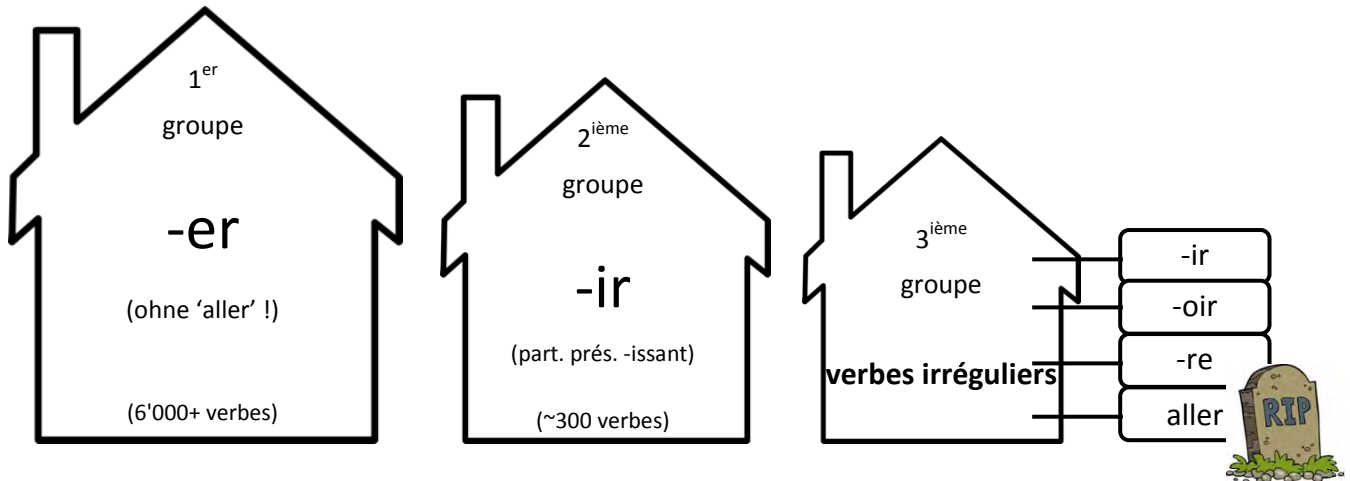 1er
groupe
-er
(ohne ‘aller’ !)
(6'000+ verbes)
2ième
groupe
-ir
(part. prés. -issant)
(~300 verbes)
3ième
groupe
verbes irréguliers
-ir
-oir
-re
aller
RIP